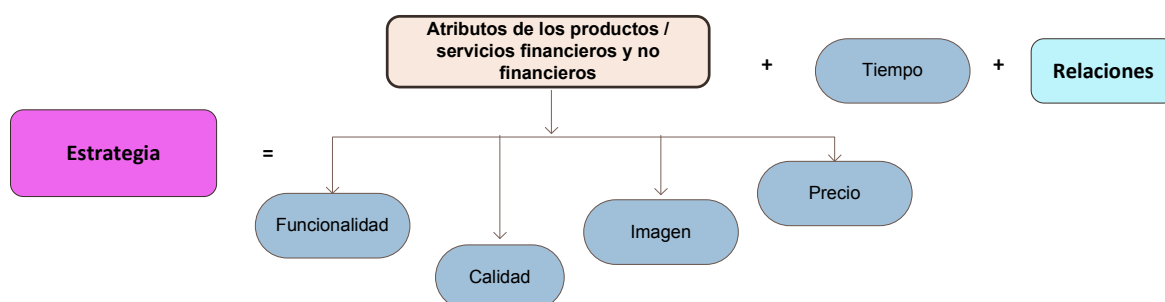 Atributos de los productos /
servicios financieros y no
financieros
+
Tiempo
+
Relaciones
Estrategia
=
Funcionalidad
Calidad
Imagen
Precio